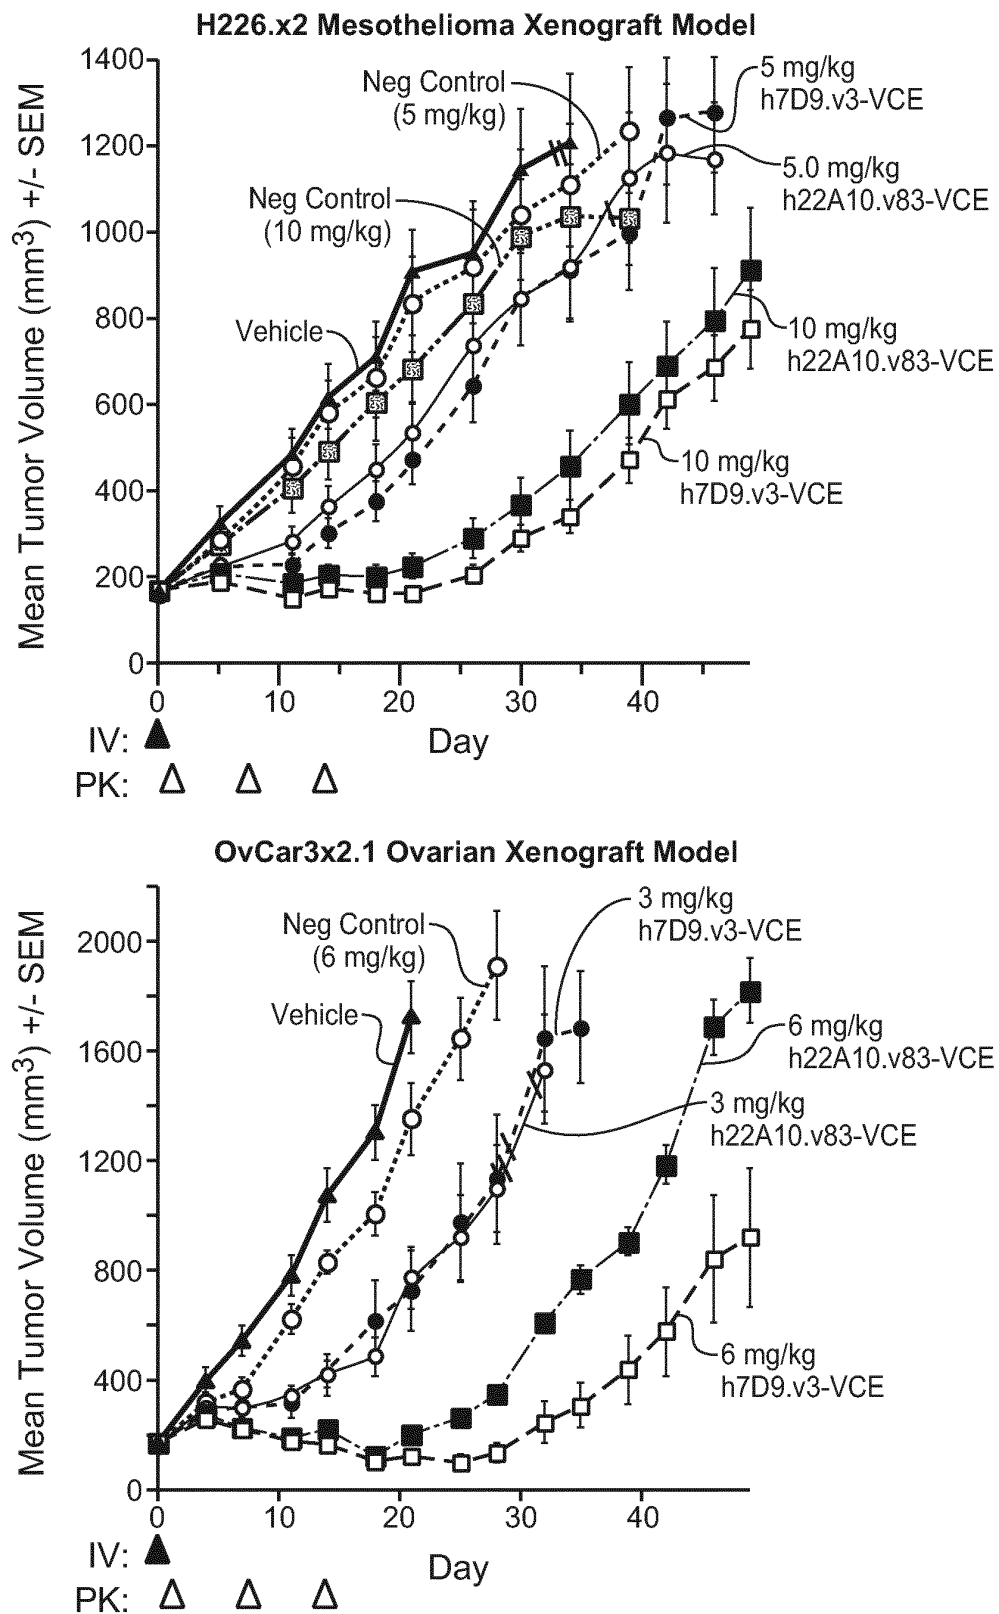 H226.x2 Mesothelioma Xenograft Model
Mean Tumor Volume (mm3) +/- SEM
1400
1200
1000
800
600
400
200
0
Neg Control
(5 mg/kg)
Neg Control
(10 mg/kg)
Vehicle
5 mg/kg
h7D9.v3-VCE
5.0 mg/kg
h22A10.v83-VCE
10 mg/kg
h22A10.v83-VCE
10 mg/kg
h7D9.v3-VCE
0 10 20 30 40
Day
IV:
PK:
OvCar3x2.1 Ovarian Xenograft Model
Mean Tumor Volume (mm3) +/- SEM
2000
1600
1200
800
400
0
Neg Control
(6 mg/kg)
Vehicle
3 mg/kg
h7D9.v3-VCE
6 mg/kg
h22A10.v83-VCE
3 mg/kg
h22A10.v83-VCE
6 mg/kg
h7D9.v3-VCE
0 10 20 30 40
Day
IV:
PK: